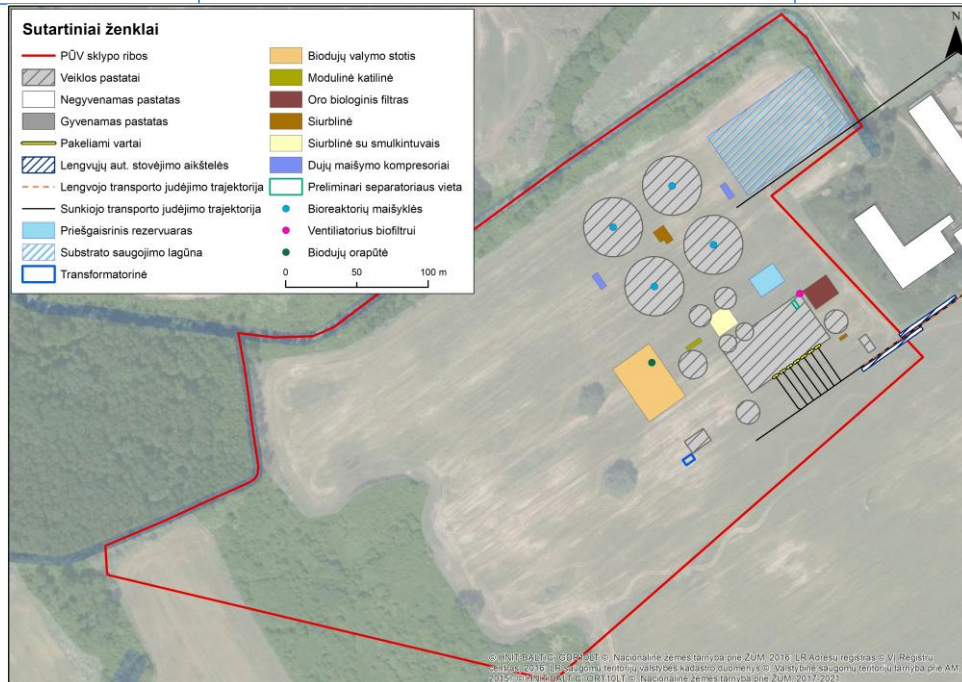 Sutartiniai ženklai
PŪV sklypo ribos
Veiklos pastatai
Negyvenamas pastatas
Gyvenamas pastatas
Pakeliami vartai
Lengvųjų aut. stovėjimo aikštelės
Lengvojo transporto judėjimo trajektorija
Sunkiojo transporto judėjimo trajektorija
Priešgaisrinis rezervuaras
Substrato saugojimo lagūna
Transformatorinė
Biodujų valymo stotis
Modulinė katilinė
Oro biologinis filtras
Siurblinė
Siurblinė su smulkintuvais
Dujų maišymo kompresoriai
Preliminari separatoriaus vieta
Bioreaktorių maišyklės
Ventiliatorius biofiltrui
Biodujų orapūtė
0 50 100 m
N
© HNIT-BALTIC, GDR10LT © Nacionalinė žemės tarnyba prie ŽŪM, 2016, LR Adresų registras © VĮ Registrų
centras, 2016, LR saugomų teritorijų valstybės kadastro duomenys © Valstybinė saugomų teritorijų tarnyba prie AM,
2015, © HNIT-BALTIC, ORT10LT © Nacionalinė žemės tarnyba prie ŽŪM, 2017-2021